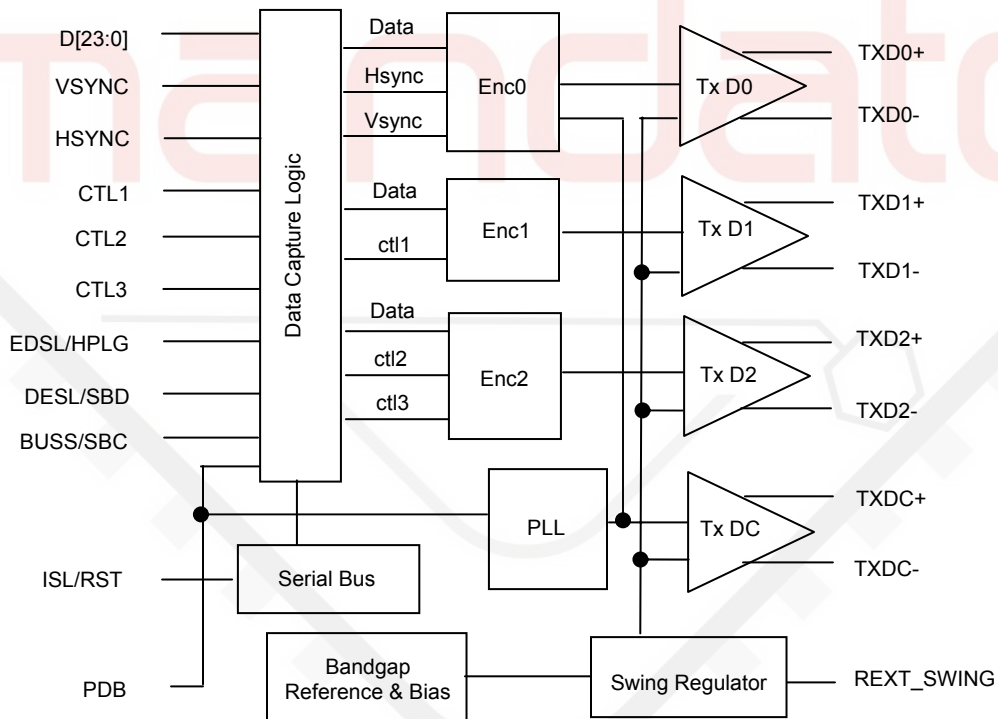 D[23:0]
VSYNC
HSYNC
CTL1
CTL2
CTL3
EDSL/HPLG
DESL/SBD
BUSS/SBC
ISL/RST
PDB
Data Capture Logic
Data
Hsync
Vsync
Enc0
Data
ctl1
Enc1
Data
ctl2
ctl3
Enc2
PLL
Serial Bus
Bandgap
Reference & Bias
Swing Regulator
Tx D0
Tx D1
Tx D2
Tx DC
TXD0+
TXD0-
TXD1+
TXD1-
TXD2+
TXD2-
TXDC+
TXDC-
REXT_SWING